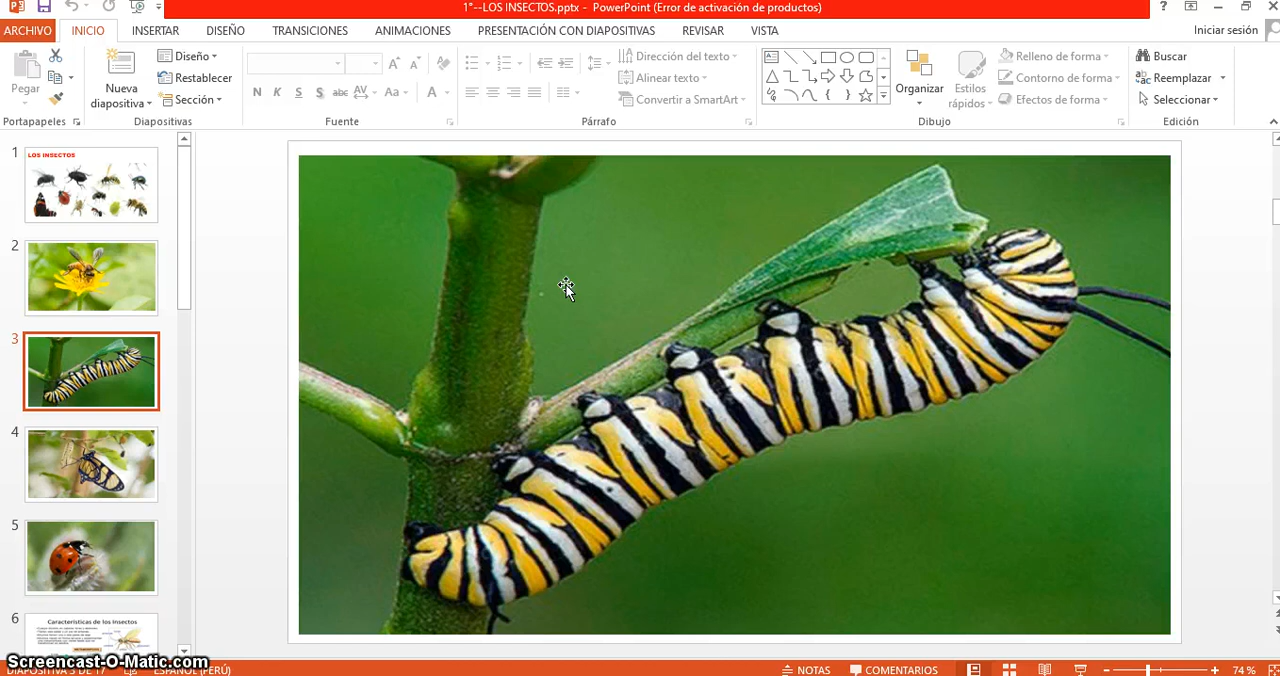 1°--LOS INSECTOS.pptx - PowerPoint (Error de activación de productos)
ARCHIVO INICIO INSERTAR DISEÑO TRANSICIONES ANIMACIONES PRESENTACIÓN CON DIAPOSITIVAS REVISAR VISTA Iniciar sesión
Pegar
Nueva
diapositiva
Diseño
Restablecer
Sección
N K S S abc AV Aa A
Dirección del texto
Alinear texto
Convertir a SmartArt
Organizar
Estilos
rápidos
Relleno de forma
Contorno de forma
Efectos de forma
Buscar
Reemplazar
Seleccionar
Portapapeles Diapositivas Fuente Párrafo Dibujo Edición
1
LOS INSECTOS
2
3
4
5
6
Características de los Insectos
Screencast-O-Matic.com
DIAPOSITIVA 3 DE 17 ESPAÑOL (PERÚ) NOTAS COMENTARIOS 74 %